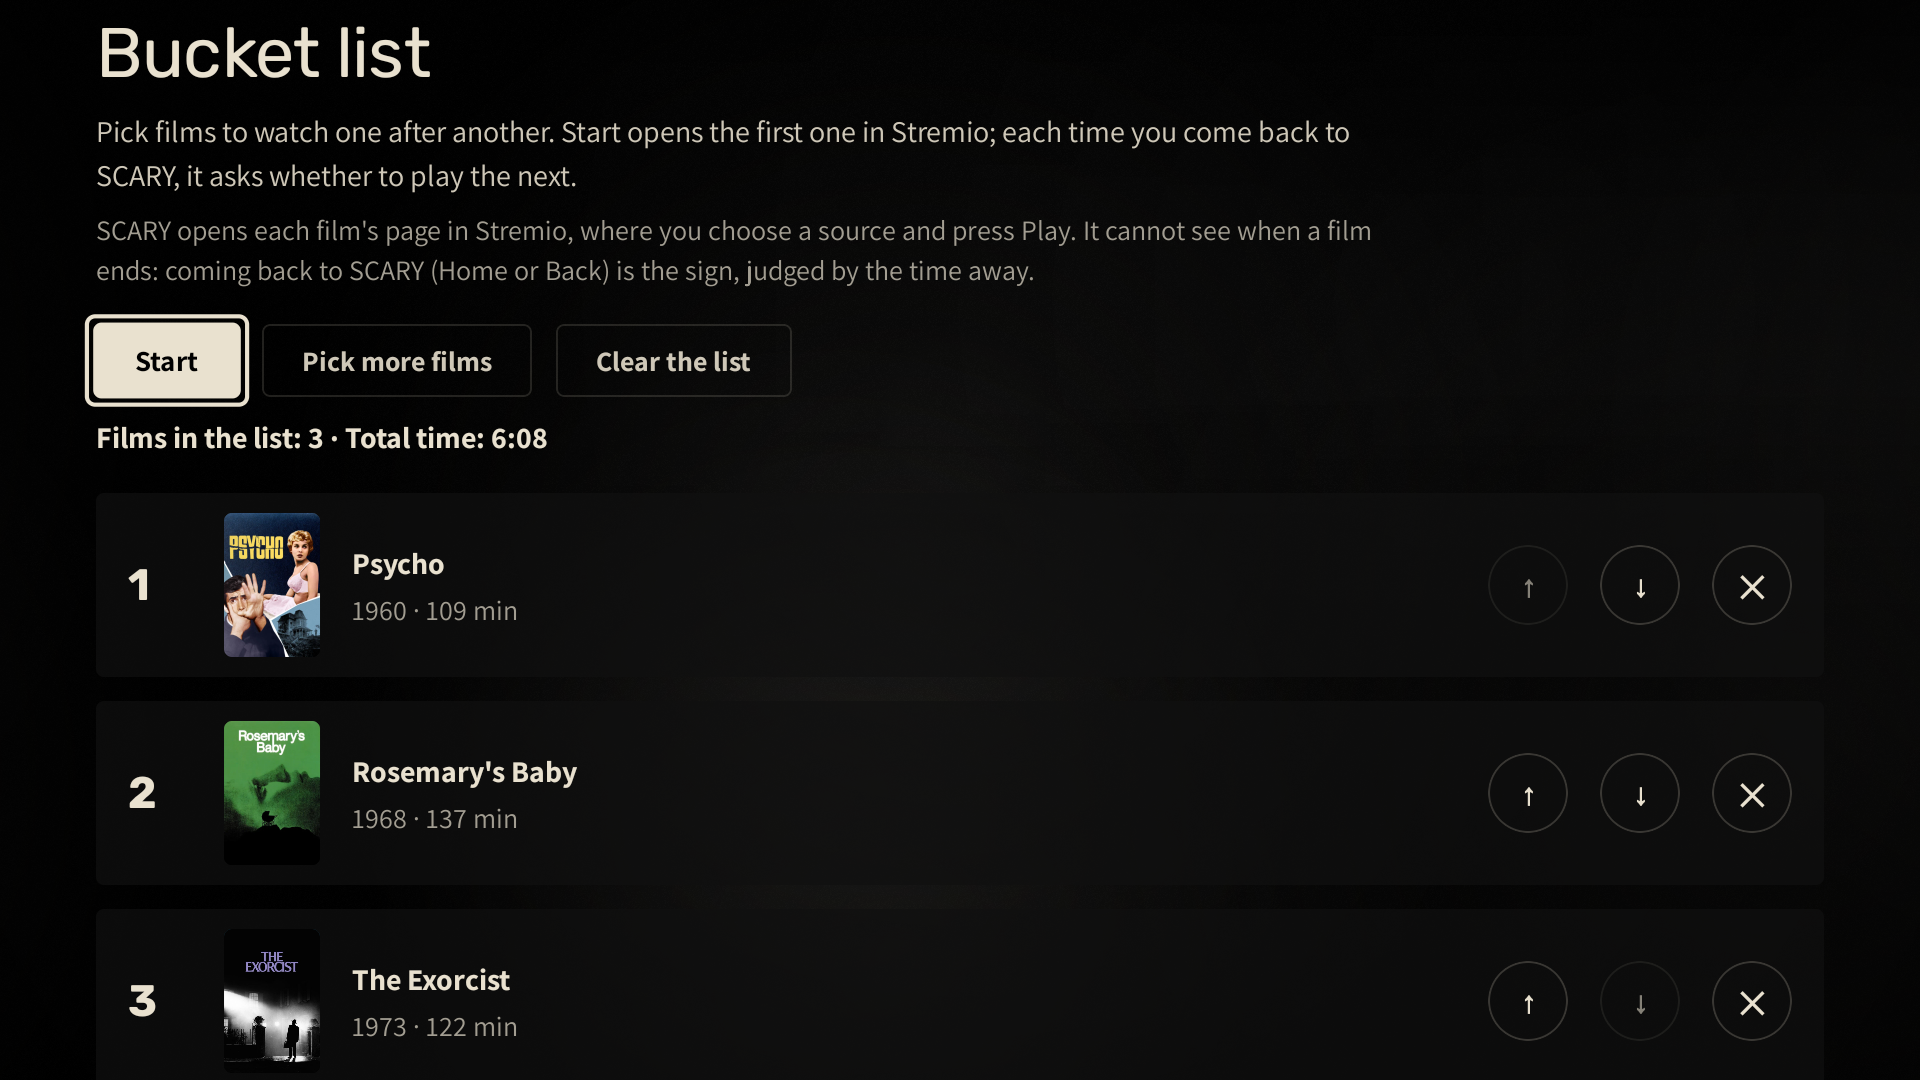 Bucket list
Pick films to watch one after another. Start opens the first one in Stremio; each time you come back to
SCARY, it asks whether to play the next.
SCARY opens each film's page in Stremio, where you choose a source and press Play. It cannot see when a film
ends: coming back to SCARY (Home or Back) is the sign, judged by the time away.
Start
Pick more films
Clear the list
Films in the list: 3 · Total time: 6:08
1
PSYCHO
Psycho
1960 · 109 min
↑ ↓ ×
2
Rosemary's
Baby
Rosemary's Baby
1968 · 137 min
↑ ↓ ×
3
THE
EXORCIST
The Exorcist
1973 · 122 min
↑ ↓ ×